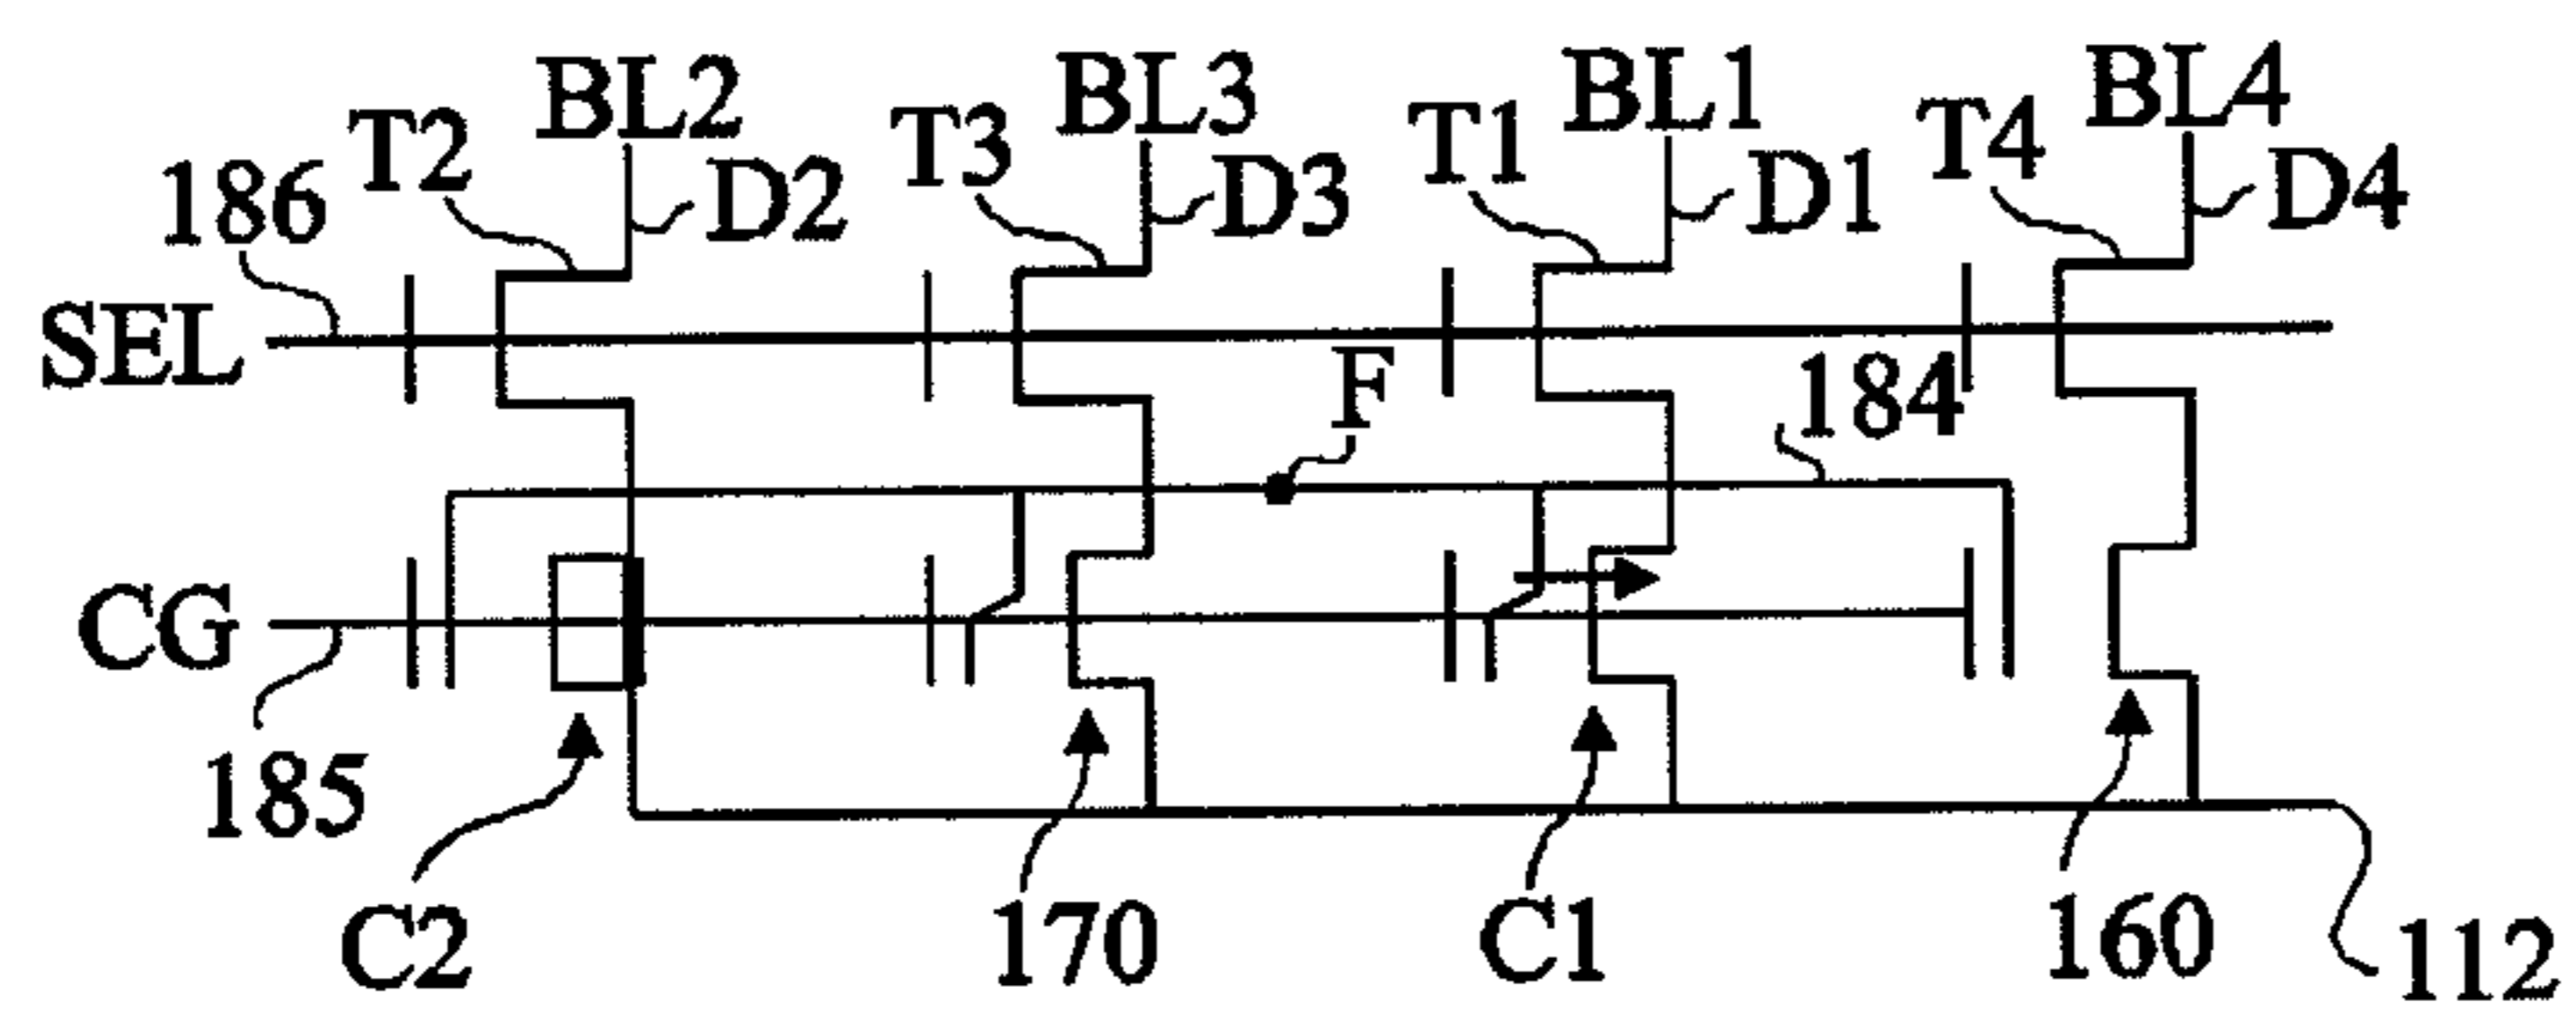 BL2 BL3 BL1 BL4
T2 T3 T1 T4
186 D2 D3 D1 D4
SEL
F 184
CG
185
C2 170 C1 160 112